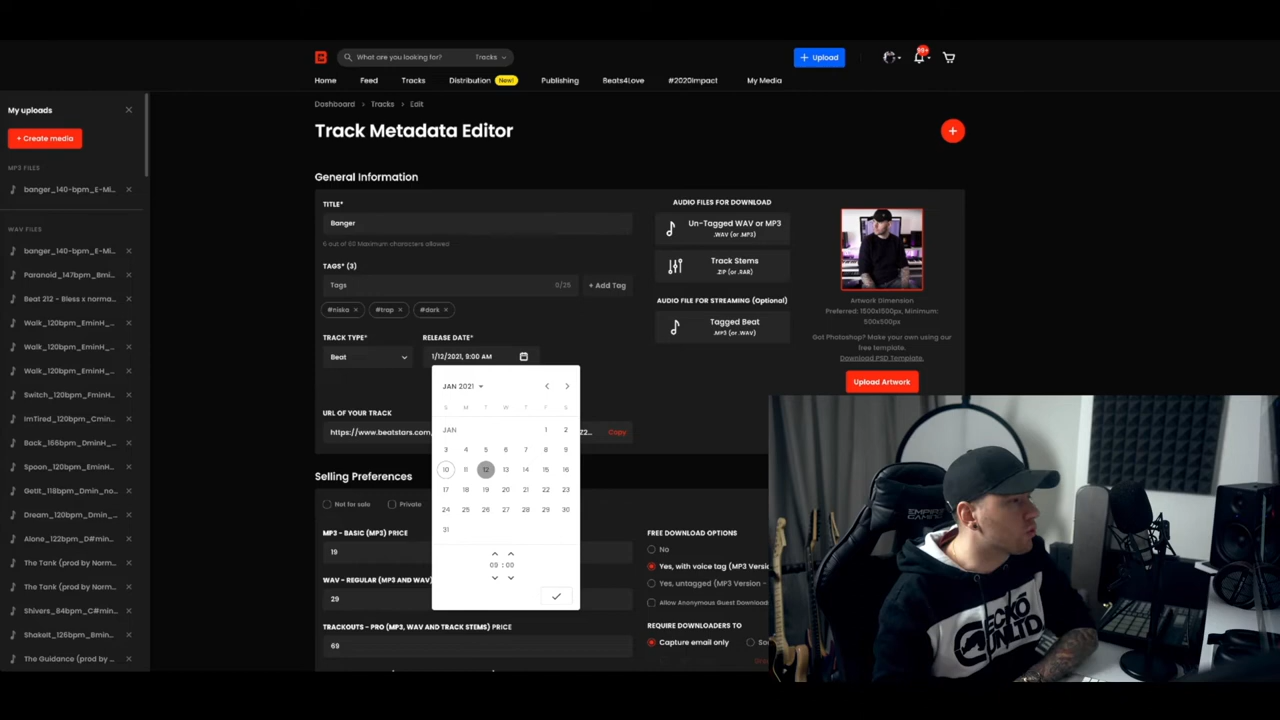 What are you looking for?
Tracks
+ Upload
99+
Home
Feed
Tracks
Distribution
New!
Publishing
Beats4Love
#2020Impact
My Media
My uploads
+ Create media
MP3 FILES
banger_140-bpm_E-Mi...
WAV FILES
banger_140-bpm_E-Mi...
Paranoid_147bpm_Bmi...
Beat 212 - Bless x norma...
Walk_120bpm_EminH_...
Walk_120bpm_EminH_...
Walk_120bpm_EminH_...
Switch_120bpm_Fmin...
ImTired_120bpm_Cmin...
Back_166bpm_DminH_...
Spoon_120bpm_EminH...
GetIt_118bpm_Dmin_no...
Dream_120bpm_Dmin_...
Alone_122bpm_D#min...
The Tank (prod by Norm...
The Tank (prod by Norm...
Shivers_84bpm_C#min...
ShakeIt_126bpm_Bmin...
The Guidance (prod by ...
Dashboard > Tracks > Edit
Track Metadata Editor
General Information
TITLE*
Banger
6 out of 60 Maximum characters allowed
TAGS* (3)
Tags
0/25
+ Add Tag
#niska
#trap
#dark
TRACK TYPE*
Beat
RELEASE DATE*
1/12/2021, 9:00 AM
JAN 2021
S M T W T F S
JAN 1 2
3 4 5 6 7 8 9
10 11 12 13 14 15 16
17 18 19 20 21 22 23
24 25 26 27 28 29 30
31
09 : 00
URL OF YOUR TRACK
https://www.beatstars.com,
Z2...
Copy
AUDIO FILES FOR DOWNLOAD
Un-Tagged WAV or MP3
.WAV (or .MP3)
Track Stems
.ZIP (or .RAR)
AUDIO FILE FOR STREAMING (Optional)
Tagged Beat
.MP3 (or .WAV)
Artwork Dimension
Preferred: 1500x1500px, Minimum:
500x500px
Got Photoshop? Make your own using our
free template.
Download PSD Template.
Upload Artwork
Selling Preferences
Not for sale
Private
MP3 - BASIC (MP3) PRICE
19
WAV - REGULAR (MP3 AND WAV)
29
TRACKOUTS - PRO (MP3, WAV AND TRACK STEMS) PRICE
69
FREE DOWNLOAD OPTIONS
No
Yes, with voice tag (MP3 Versio
Yes, untagged (MP3 Version -
Allow Anonymous Guest Download
REQUIRE DOWNLOADERS TO
Capture email only
So
EMPIRE
GAMING
ECKŌ
UNLTD